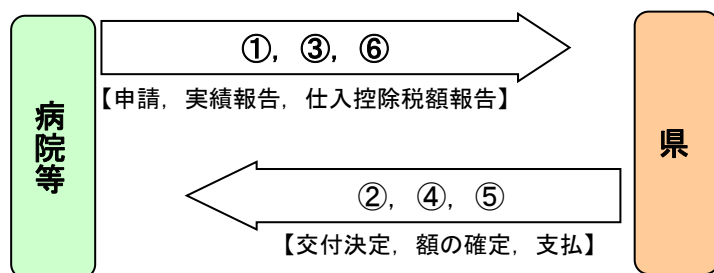 病院等
①，③，⑥
【申請，実績報告，仕入控除税額報告】
②，④，⑤
【交付決定，額の確定，支払】
県